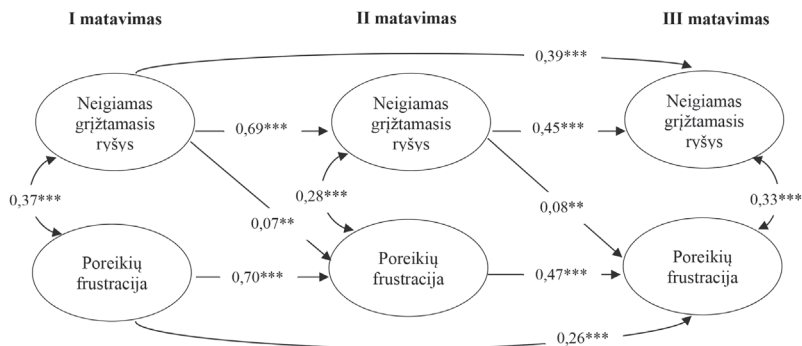 I matavimas
II matavimas
III matavimas
0,39***
Neigiamas
grįžtamasis
ryšys
0,69***
Neigiamas
grįžtamasis
ryšys
0,45***
Neigiamas
grįžtamasis
ryšys
0,37***
0,07**
0,28***
0,08**
0,33***
Poreikių
frustracija
0,70***
Poreikių
frustracija
0,47***
Poreikių
frustracija
0,26***